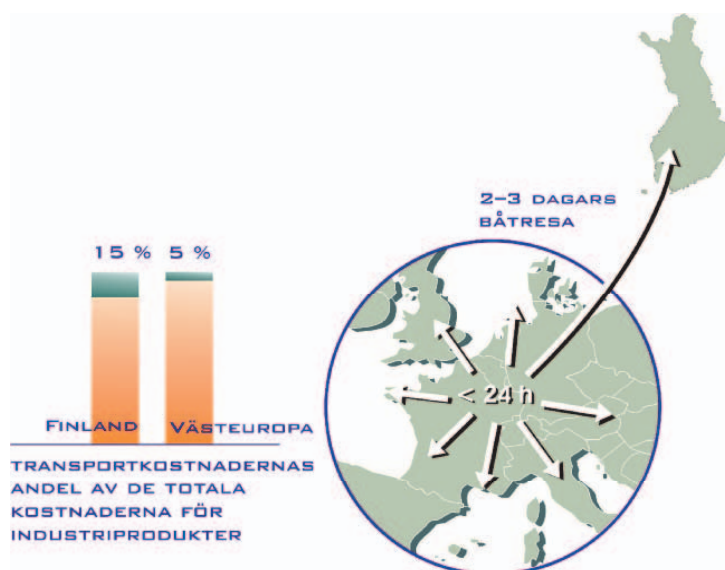 2–3 DAGARS
BÅTRESA
15 % 5 %
< 24 h
FINLAND VÄSTEUROPA
TRANSPORTKOSTNADERNAS
ANDEL AV DE TOTALA
KOSTNADERNA FÖR
INDUSTRIPRODUKTER